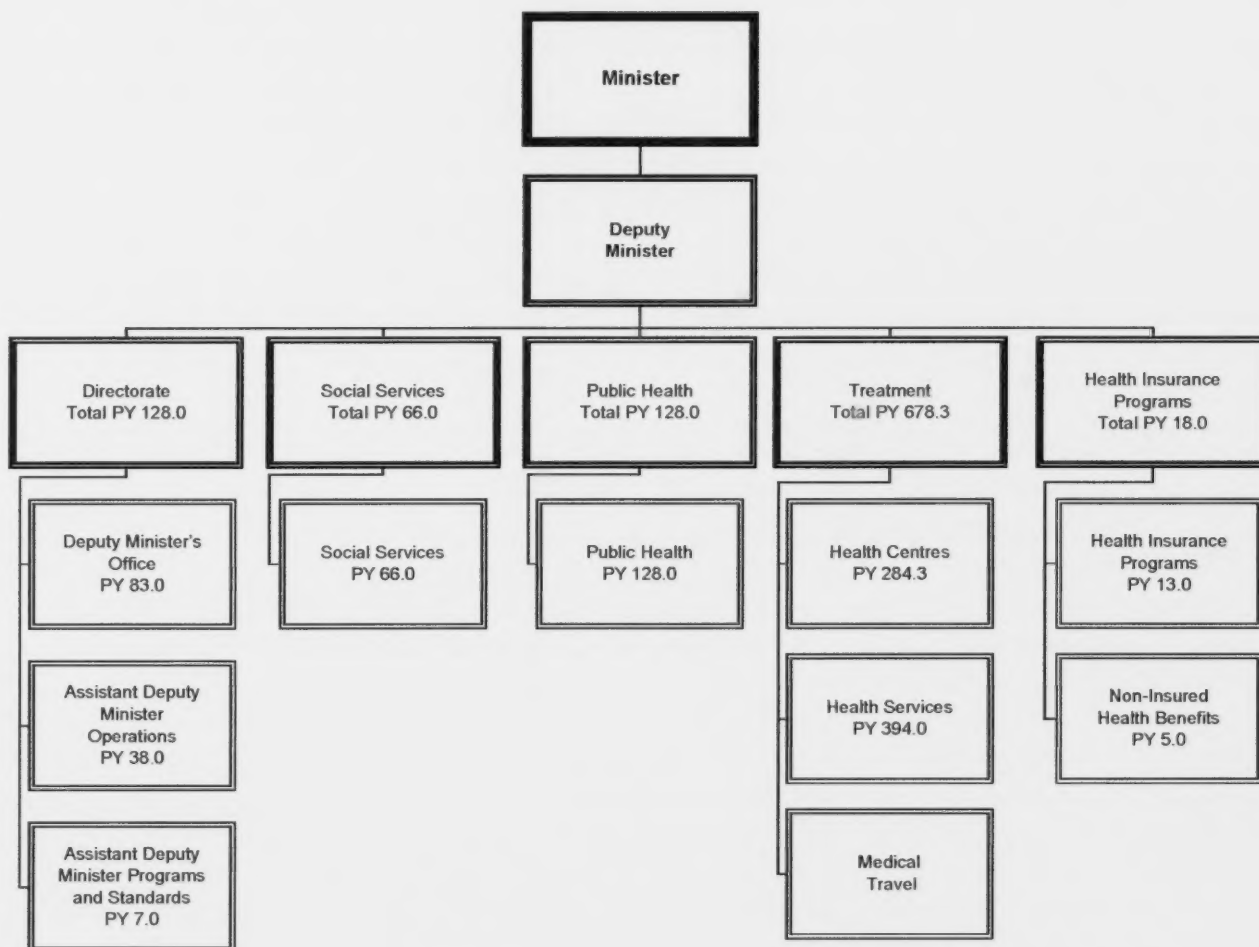 Minister
Deputy
Minister
Directorate
Total PY 128.0
Social Services
Total PY 66.0
Public Health
Total PY 128.0
Treatment
Total PY 678.3
Health Insurance
Programs
Total PY 18.0
Deputy Minister's
Office
PY 83.0
Social Services
PY 66.0
Public Health
PY 128.0
Health Centres
PY 284.3
Health Insurance
Programs
PY 13.0
Assistant Deputy
Minister
Operations
PY 38.0
Health Services
PY 394.0
Non-Insured
Health Benefits
PY 5.0
Assistant Deputy
Minister Programs
and Standards
PY 7.0
Medical
Travel